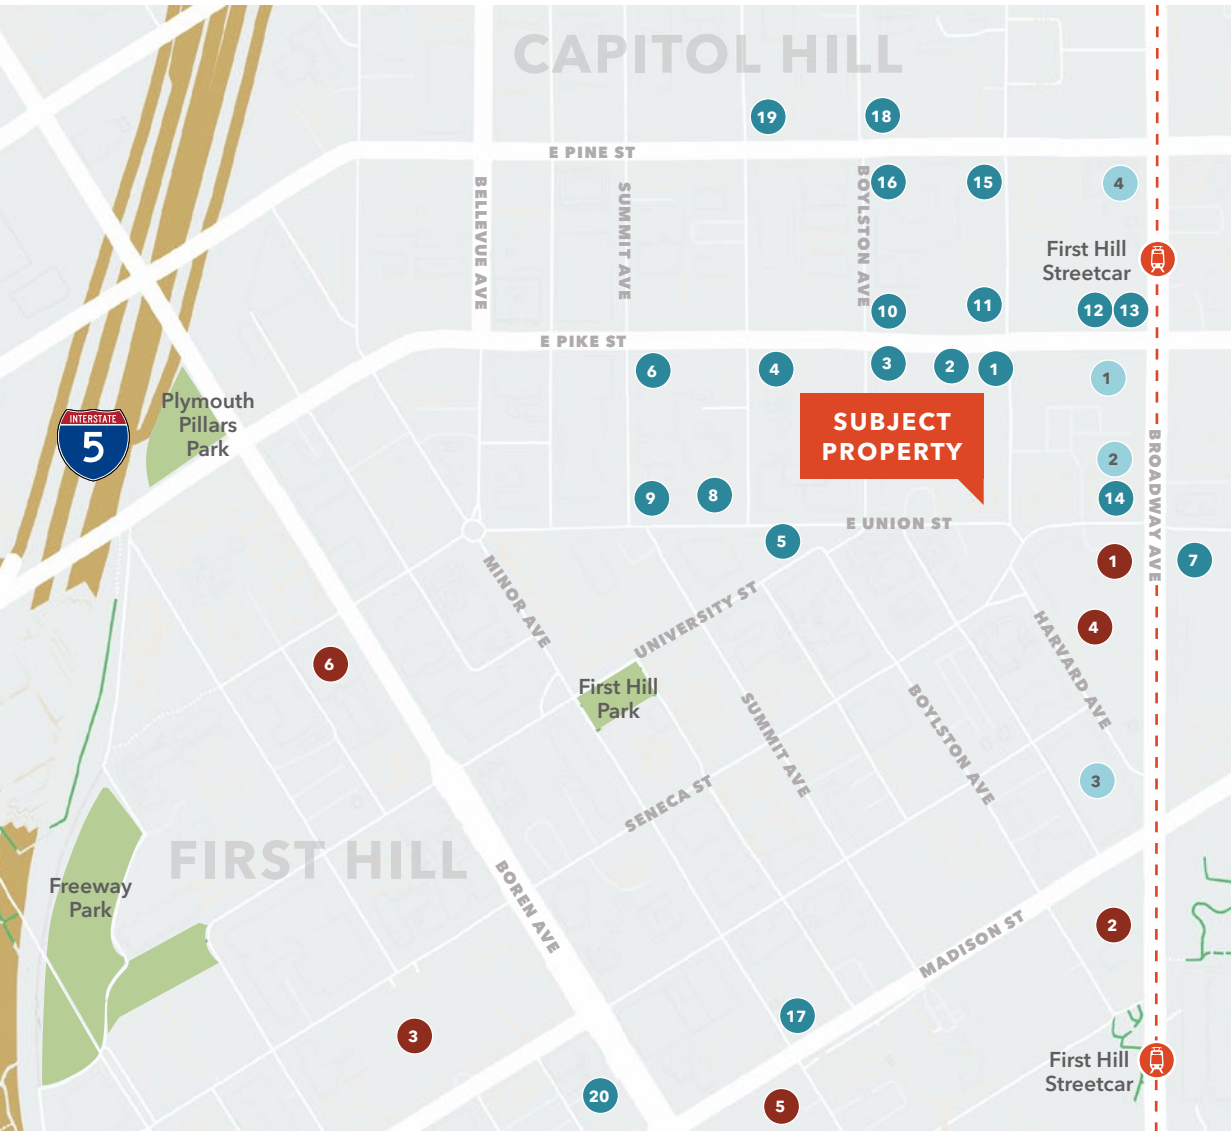 CAPITOL HILL
19
18
E PINE ST
16
15
4
BELLEVUE AVE
SUMMIT AVE
BOYLSTON AVE
First Hill
Streetcar
10
11
12
13
E PIKE ST
6
4
3
2
1
1
Plymouth
Pillars
Park
INTERSTATE
5
SUBJECT
PROPERTY
2
BROADWAY AVE
9
8
14
E UNION ST
5
1
7
MINOR AVE
UNIVERSITY ST
4
HARVARD AVE
6
First Hill
Park
SUMMIT AVE
BOYLSTON AVE
3
SENECA ST
FIRST HILL
Freeway
Park
BOREN AVE
2
MADISON ST
3
17
First Hill
Streetcar
20
5